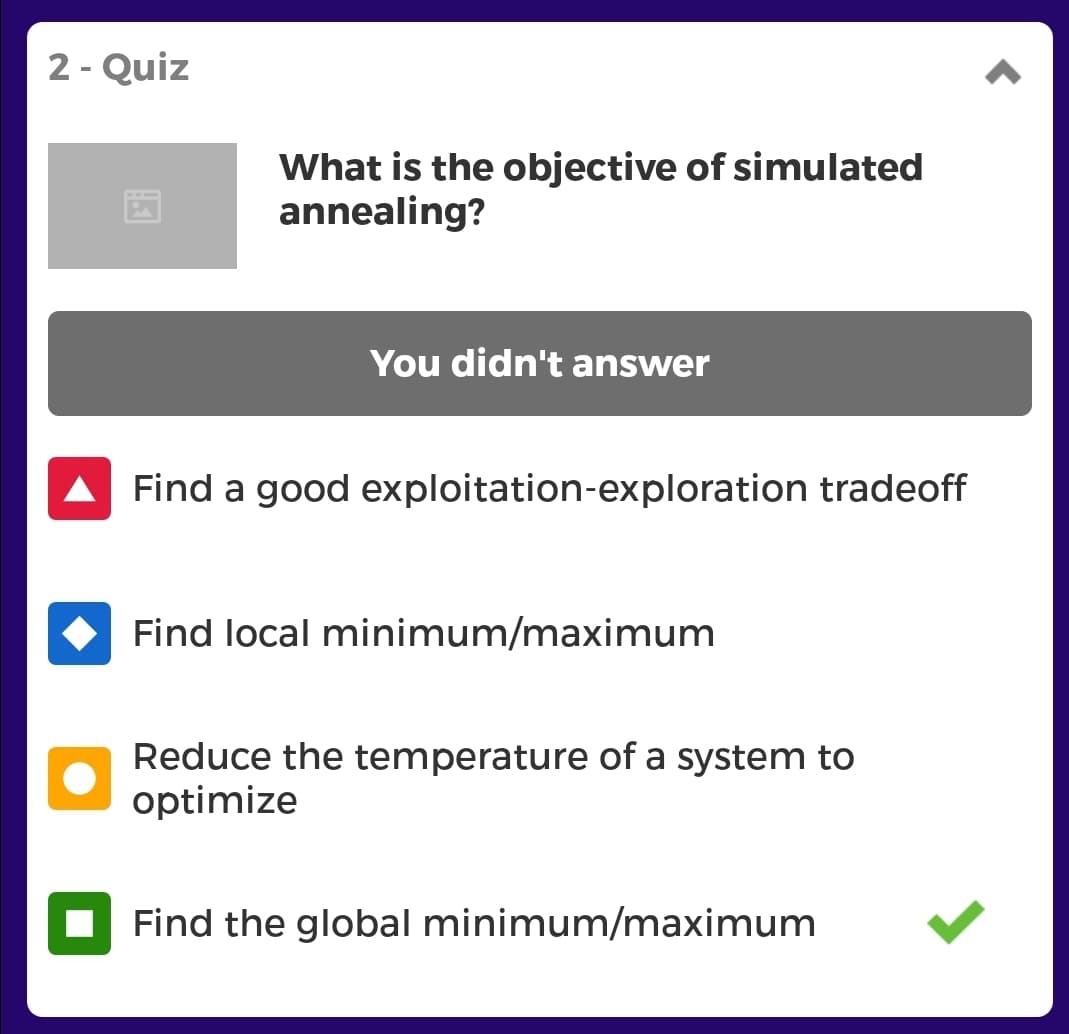 2 - Quiz
What is the objective of simulated
annealing?
You didn't answer
Find a good exploitation-exploration tradeoff
Find local minimum/maximum
Reduce the temperature of a system to
optimize
Find the global minimum/maximum